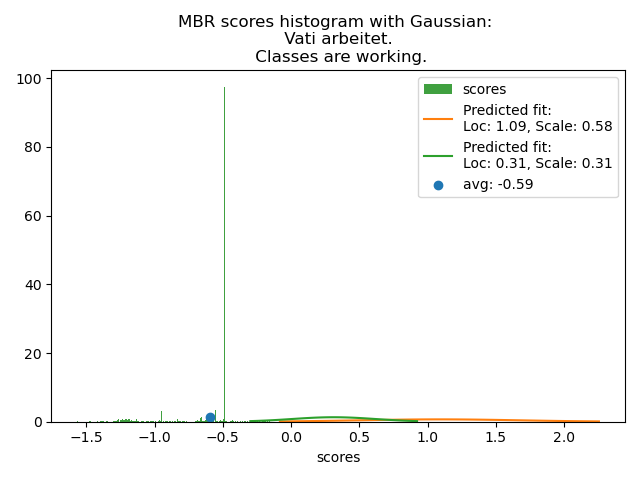 MBR scores histogram with Gaussian:
Vati arbeitet.
Classes are working.
100
80
60
40
20
0
−1.5
−1.0
−0.5
0.0
0.5
1.0
1.5
2.0
scores
scores
Predicted fit:
Loc: 1.09, Scale: 0.58
Predicted fit:
Loc: 0.31, Scale: 0.31
avg: -0.59